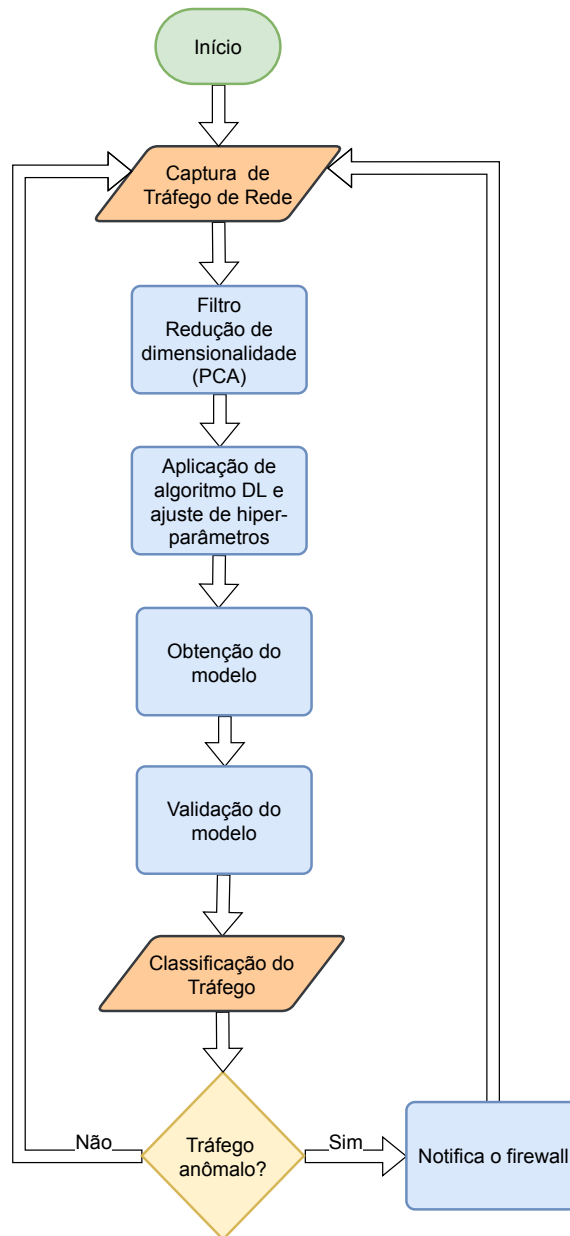 Início
Captura de
Tráfego de Rede
Filtro
Redução de
dimensionalidade
(PCA)
Aplicação de
algoritmo DL e
ajuste de hiper-
parâmetros
Obtenção do
modelo
Validação do
modelo
Classificação do
Tráfego
Não
Tráfego
anômalo?
Sim
Notifica o firewall